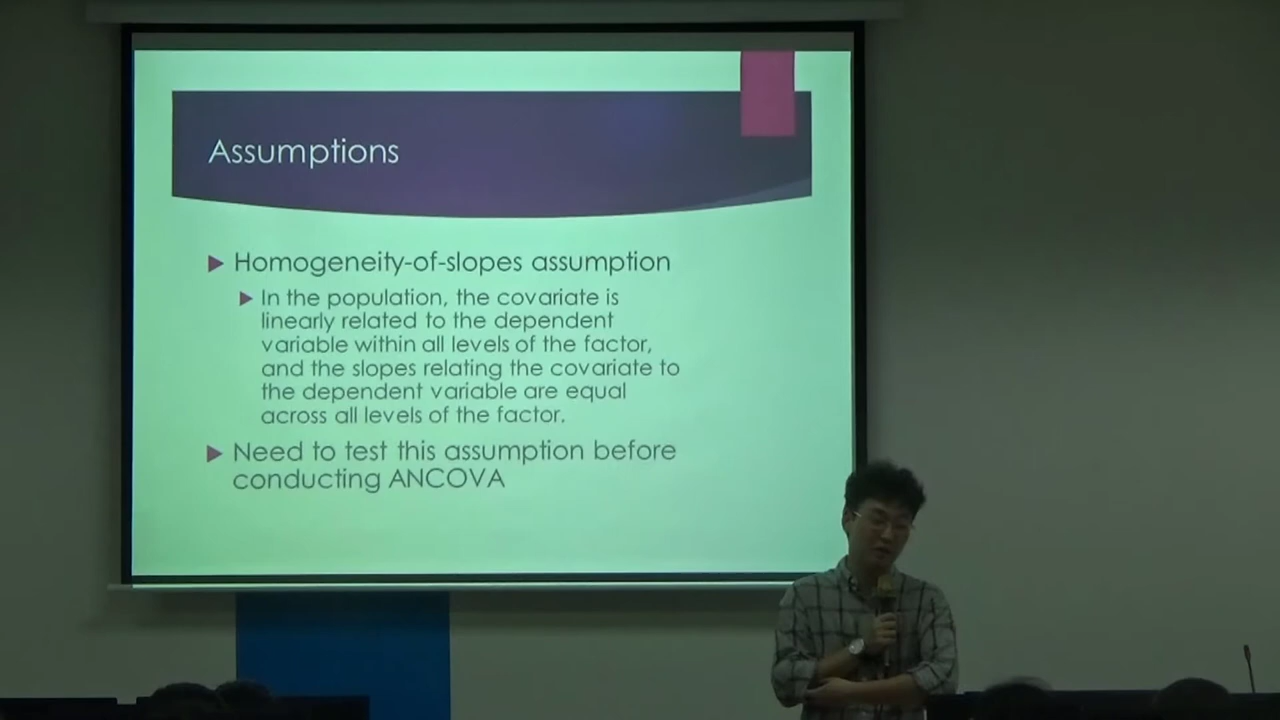 Assumptions
Homogeneity-of-slopes assumption
In the population, the covariate is
linearly related to the dependent
variable within all levels of the factor,
and the slopes relating the covariate to
the dependent variable are equal
across all levels of the factor.
Need to test this assumption before
conducting ANCOVA